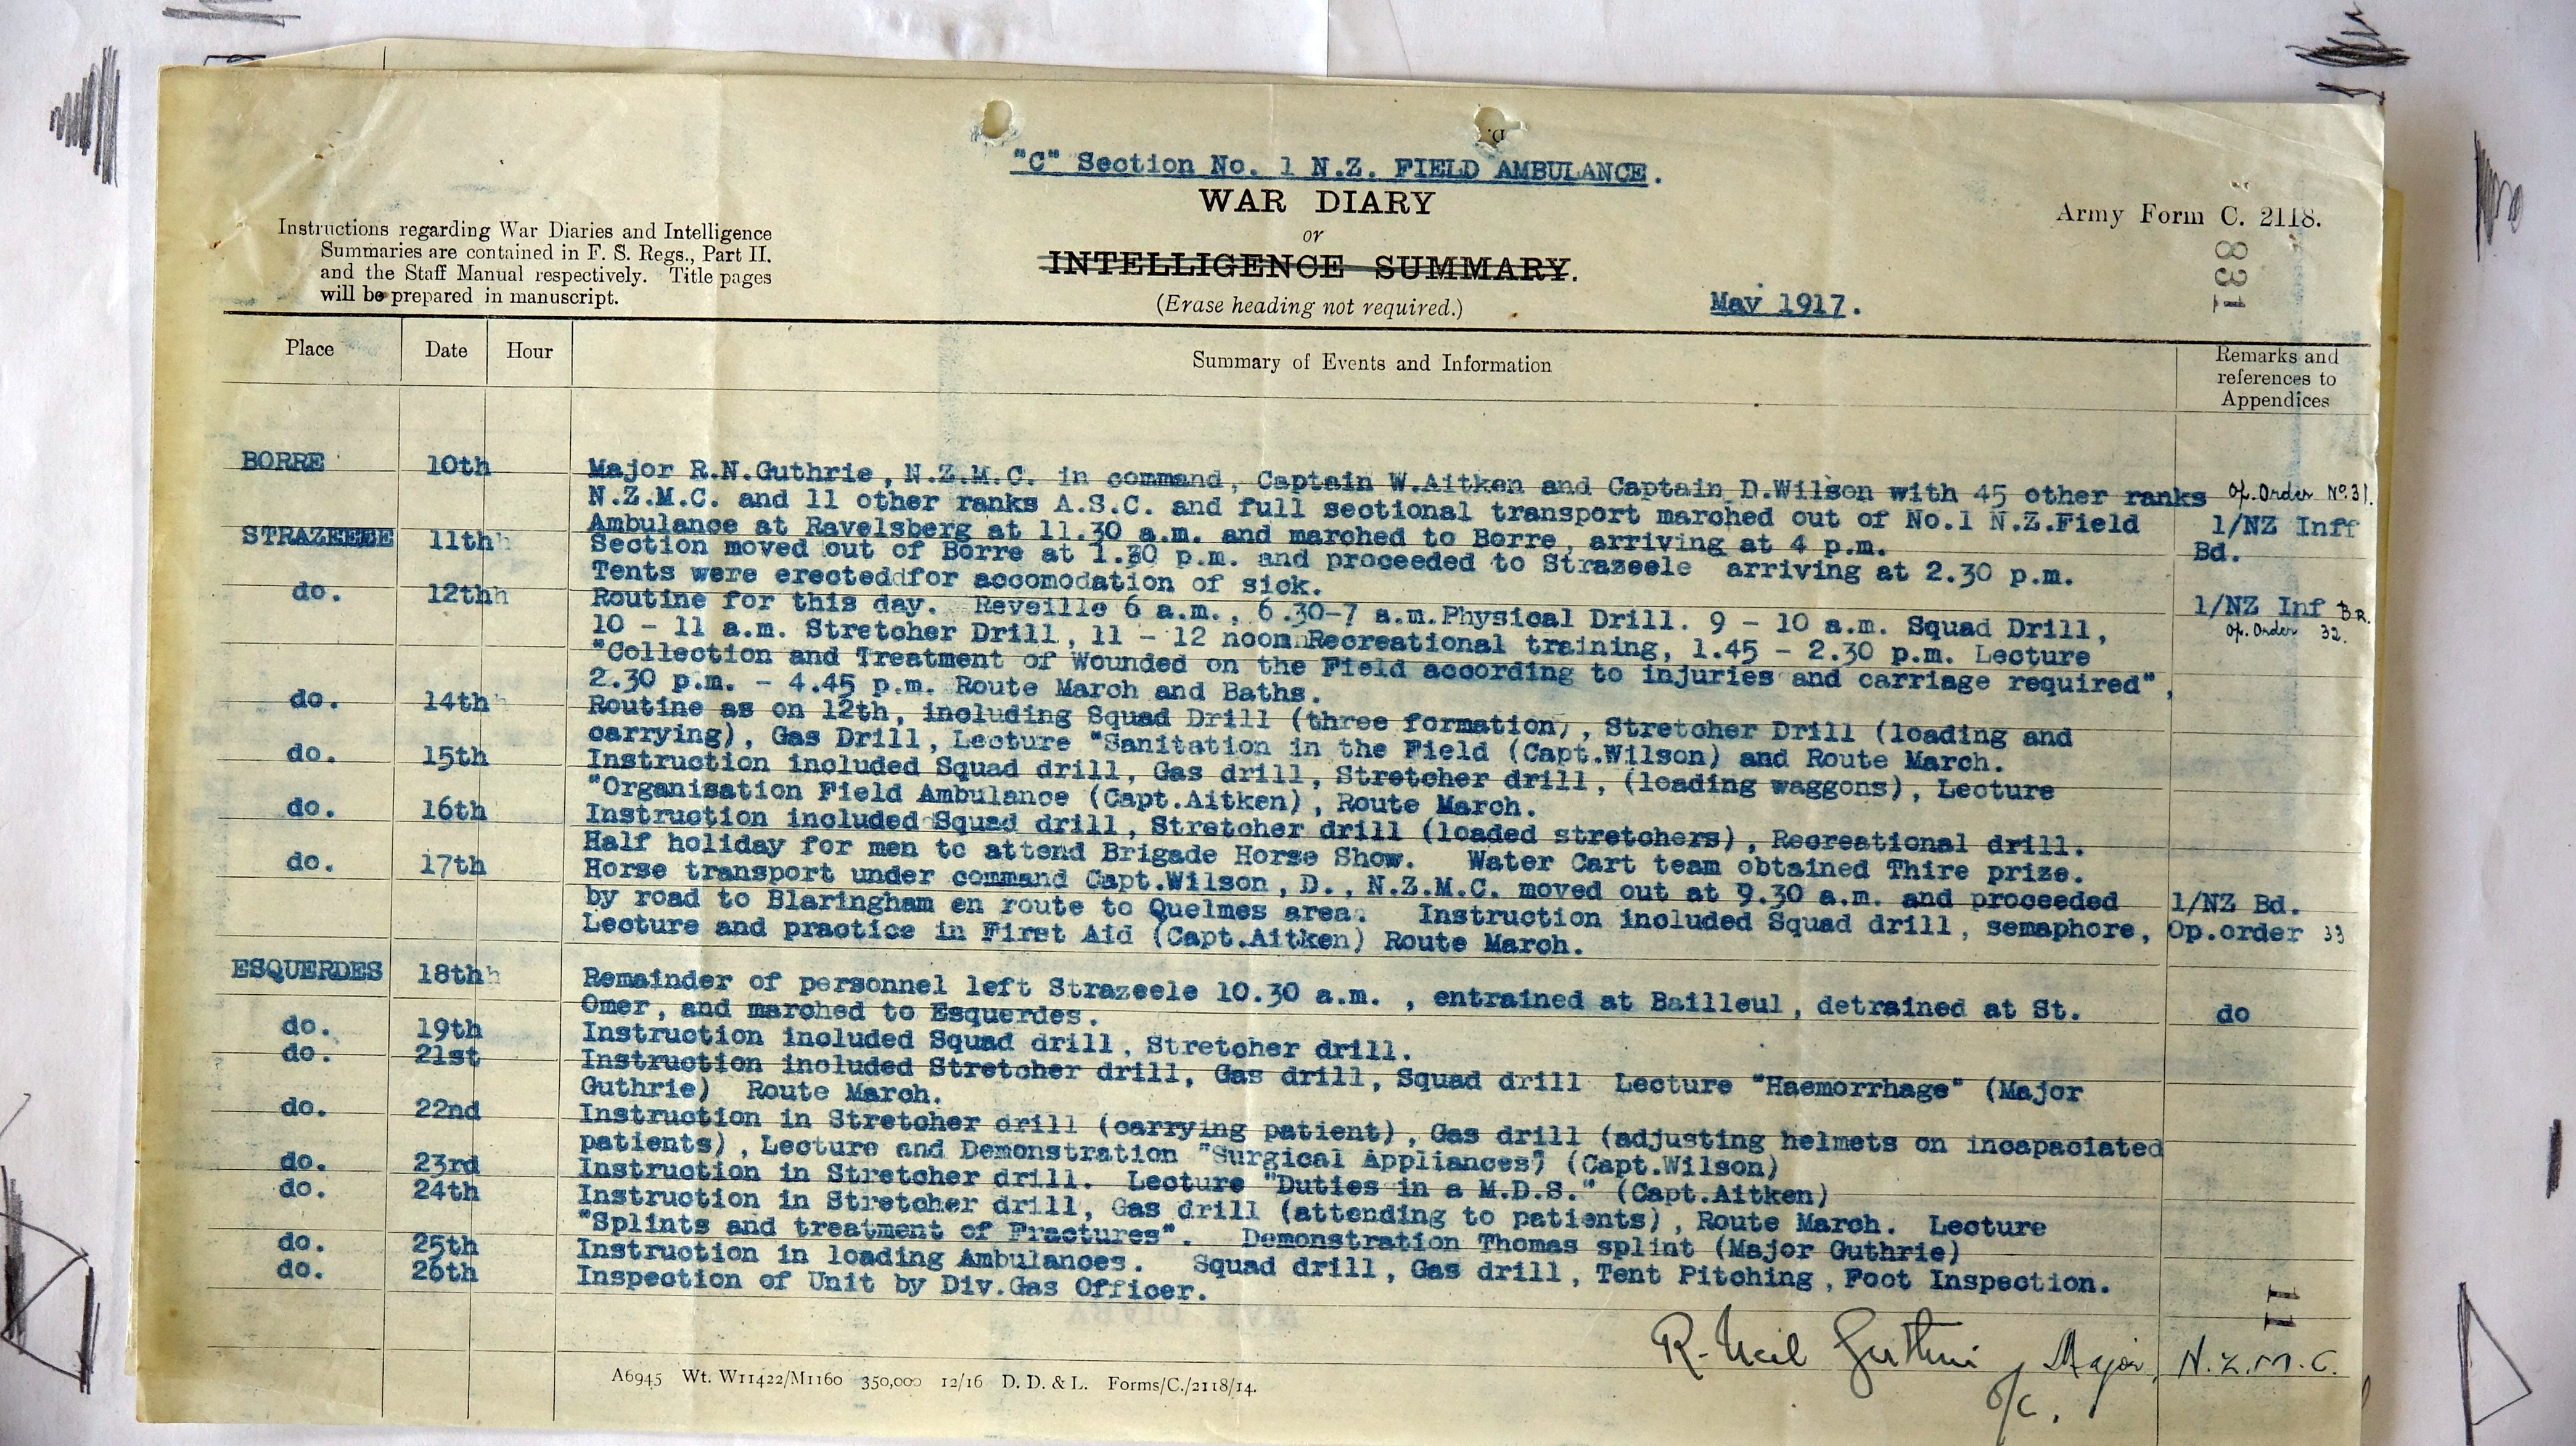 "C" Section No. 1 N.Z. FIELD AMBULANCE.
WAR DIARY
or
INTELLIGENCE SUMMARY.
(Erase heading not required.)
Instructions regarding War Diaries and Intelligence
Summaries are contained in F. S. Regs., Part II.
and the Staff Manual respectively. Title pages
will be prepared in manuscript.
Army Form C. 2118.
831
May 1917.
Place Date Hour Summary of Events and Information Remarks and
references to
Appendices
BORRE 10th Major R.N.Guthrie, N.Z.M.C. in command, Captain W.Aitken and Captain D.Wilson with 45 other ranks Op. Order No. 31.
N.Z.M.C. and 11 other ranks A.S.C. and full sectional transport marched out of No.1 N.Z.Field 1/NZ Inff
Ambulance at Ravelsberg at 11.30 a.m. and marched to Borre, arriving at 4 p.m. Bd.
STRAZEEEE 11th Section moved out of Borre at 1.30 p.m. and proceeded to Strazeele arriving at 2.30 p.m.
Tents were erecteddfor accomodation of sick.
do. 12th Routine for this day. Reveille 6 a.m., 6.30-7 a.m.Physical Drill. 9 - 10 a.m. Squad Drill, 1/NZ Inf BR.
10 - 11 a.m. Stretcher Drill, 11 - 12 noon Recreational training, 1.45 - 2.30 p.m. Lecture Op. Order 32.
"Collection and Treatment of Wounded on the Field according to injuries and carriage required",
2.30 p.m. - 4.45 p.m. Route March and Baths.
do. 14th Routine as on 12th, including Squad Drill (three formation), Stretcher Drill (loading and
carrying), Gas Drill, Lecture "Sanitation in the Field (Capt.Wilson) and Route March.
do. 15th Instruction included Squad drill, Gas drill, Stretcher drill, (loading waggons), Lecture
"Organisation Field Ambulance (Capt.Aitken), Route March.
do. 16th Instruction included Squad drill, Stretcher drill (loaded stretchers), Recreational drill.
Half holiday for men to attend Brigade Horse Show. Water Cart team obtained Thire prize.
do. 17th Horse transport under command Capt.Wilson, D., N.Z.M.C. moved out at 9.30 a.m. and proceeded
by road to Blaringham en route to Quelmes area. Instruction included Squad drill, semaphore, 1/NZ Bd.
Lecture and practice in First Aid (Capt.Aitken) Route March. Op.order 33
ESQUERDES 18th Remainder of personnel left Strazeele 10.30 a.m. , entrained at Bailleul, detrained at St.
Omer, and marched to Esquerdes. do
do. 19th Instruction included Squad drill, Stretcher drill.
do. 21st Instruction included Stretcher drill, Gas drill, Squad drill Lecture "Haemorrhage" (Major
Guthrie) Route March.
do. 22nd Instruction in Stretcher drill (carrying patient), Gas drill (adjusting helmets on incapaciated
patients), Lecture and Demonstration "Surgical Appliances" (Capt.Wilson)
do. 23rd Instruction in Stretcher drill. Lecture "Duties in a M.D.S." (Capt.Aitken)
do. 24th Instruction in Stretcher drill, Gas drill (attending to patients), Route March. Lecture
"Splints and treatment of Fractures". Demonstration Thomas splint (Major Guthrie)
do. 25th Instruction in loading Ambulances. Squad drill, Gas drill, Tent Pitching, Foot Inspection.
do. 26th Inspection of Unit by Div.Gas Officer.
11
R. Neil Guthrie Major, N.Z.M.C.
O/C.
A6945 Wt. W11422/M1160 350,000 12/16 D. D. & L. Forms/C./2118/14.